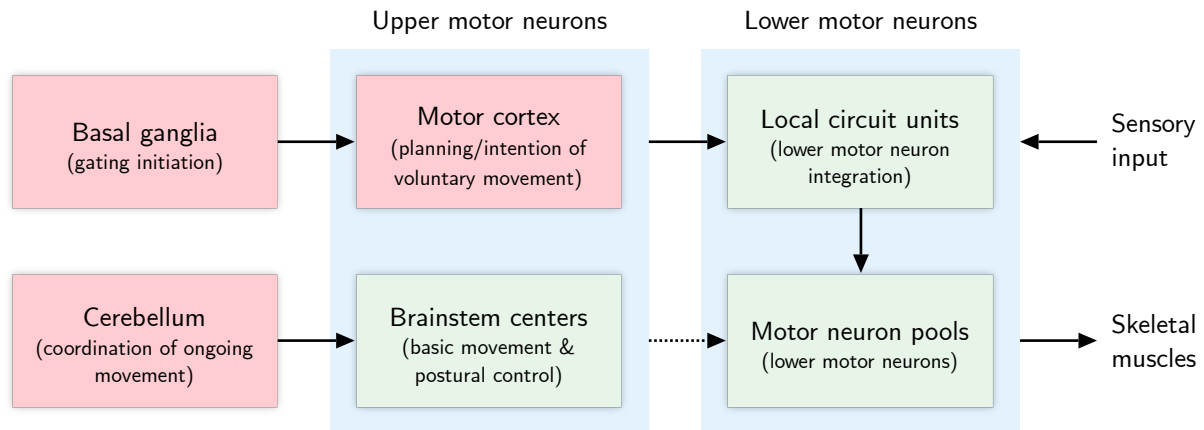 Upper motor neurons
Lower motor neurons
Basal ganglia
(gating initiation)
Motor cortex
(planning/intention of
voluntary movement)
Local circuit units
(lower motor neuron
integration)
Sensory
input
Cerebellum
(coordination of ongoing
movement)
Brainstem centers
(basic movement &
postural control)
Motor neuron pools
(lower motor neurons)
Skeletal
muscles